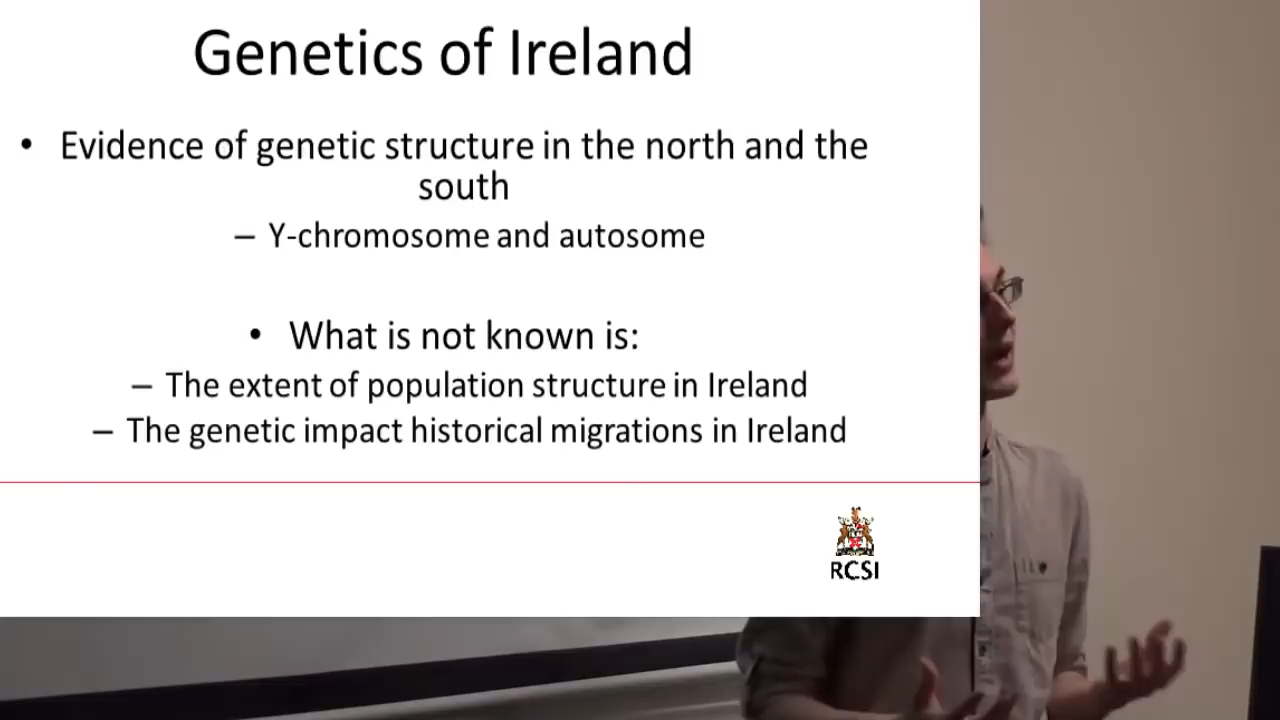 Genetics of Ireland
• Evidence of genetic structure in the north and the
south
– Y-chromosome and autosome
• What is not known is:
– The extent of population structure in Ireland
– The genetic impact historical migrations in Ireland
RCSI